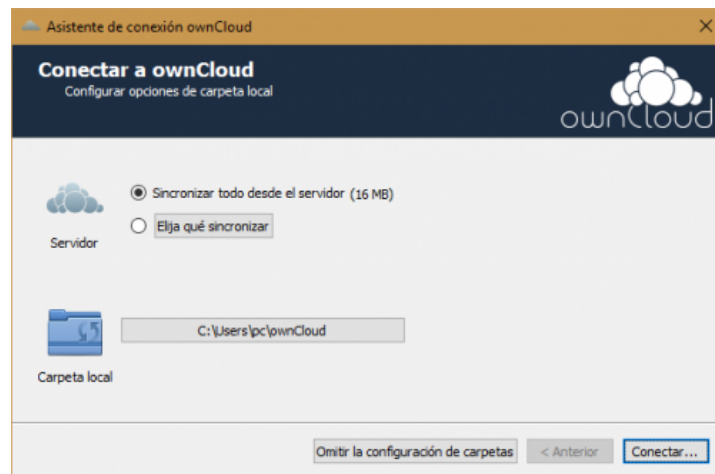 Asistente de conexión ownCloud
Conectar a ownCloud
Configurar opciones de carpeta local
ownCloud
Sincronizar todo desde el servidor (16 MB)
Elija qué sincronizar
Servidor
C:\Users\pc\ownCloud
Carpeta local
Omitir la configuración de carpetas < Anterior Conectar...